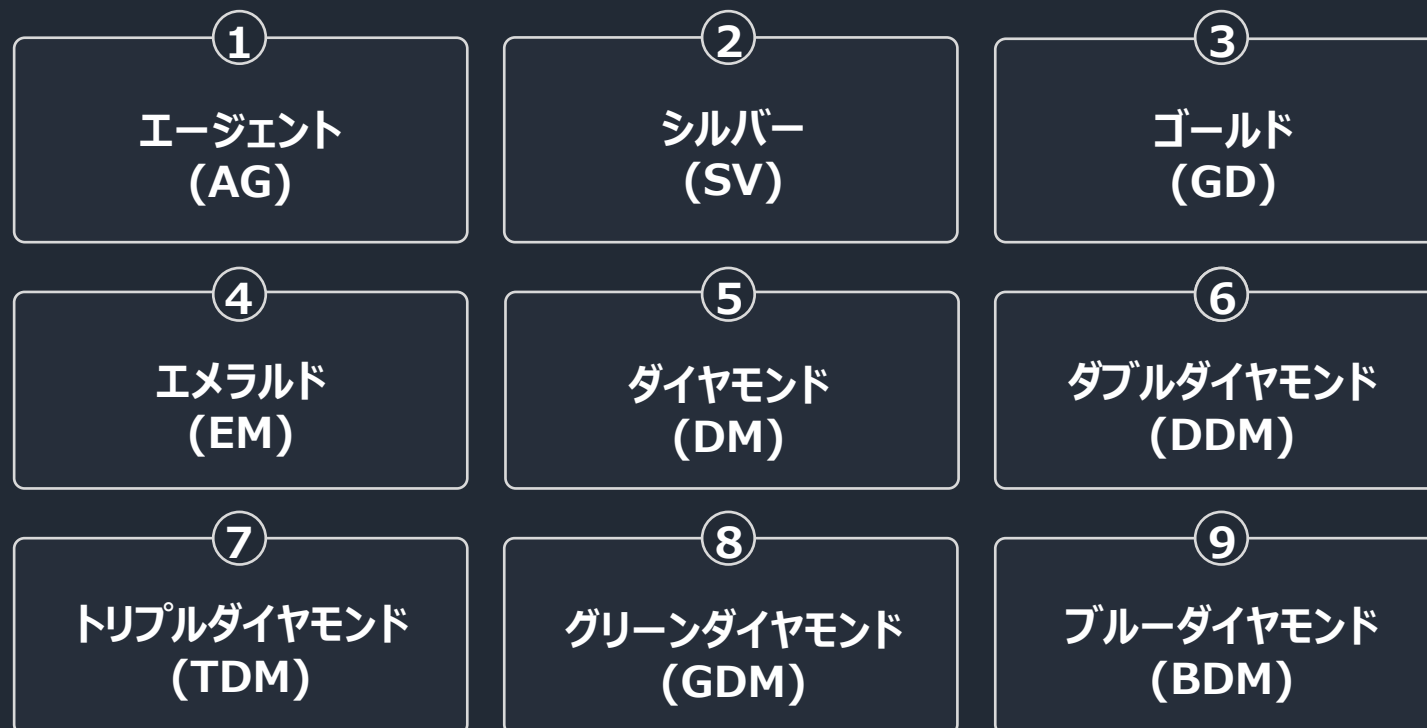 ①
エージェント
(AG)
②
シルバー
(SV)
③
ゴールド
(GD)
④
エメラルド
(EM)
⑤
ダイヤモンド
(DM)
⑥
ダブルダイヤモンド
(DDM)
⑦
トリプルダイヤモンド
(TDM)
⑧
グリーンダイヤモンド
(GDM)
⑨
ブルーダイヤモンド
(BDM)